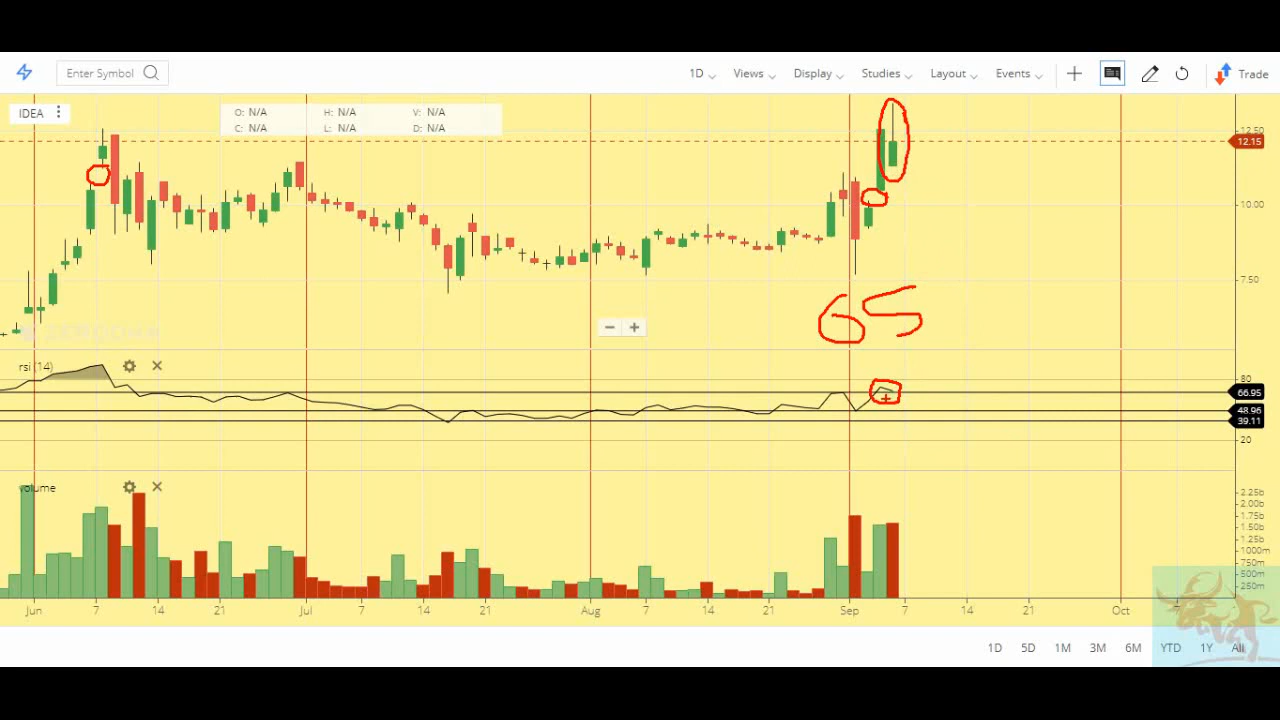 Enter Symbol 1D Views Display Studies Layout Events Trade
IDEA O: N/A H: N/A V: N/A
C: N/A L: N/A D: N/A
12.50
12.15
10.00
7.50
65
rsi (14)
80
66.95
48.96
39.11
20
volume
2.25b
2.00b
1.75b
1.50b
1.25b
1000m
750m
500m
250m
Jun 7 14 21 Jul 7 14 21 Aug 7 14 21 Sep 7 14 21 Oct
1D 5D 1M 3M 6M YTD 1Y All